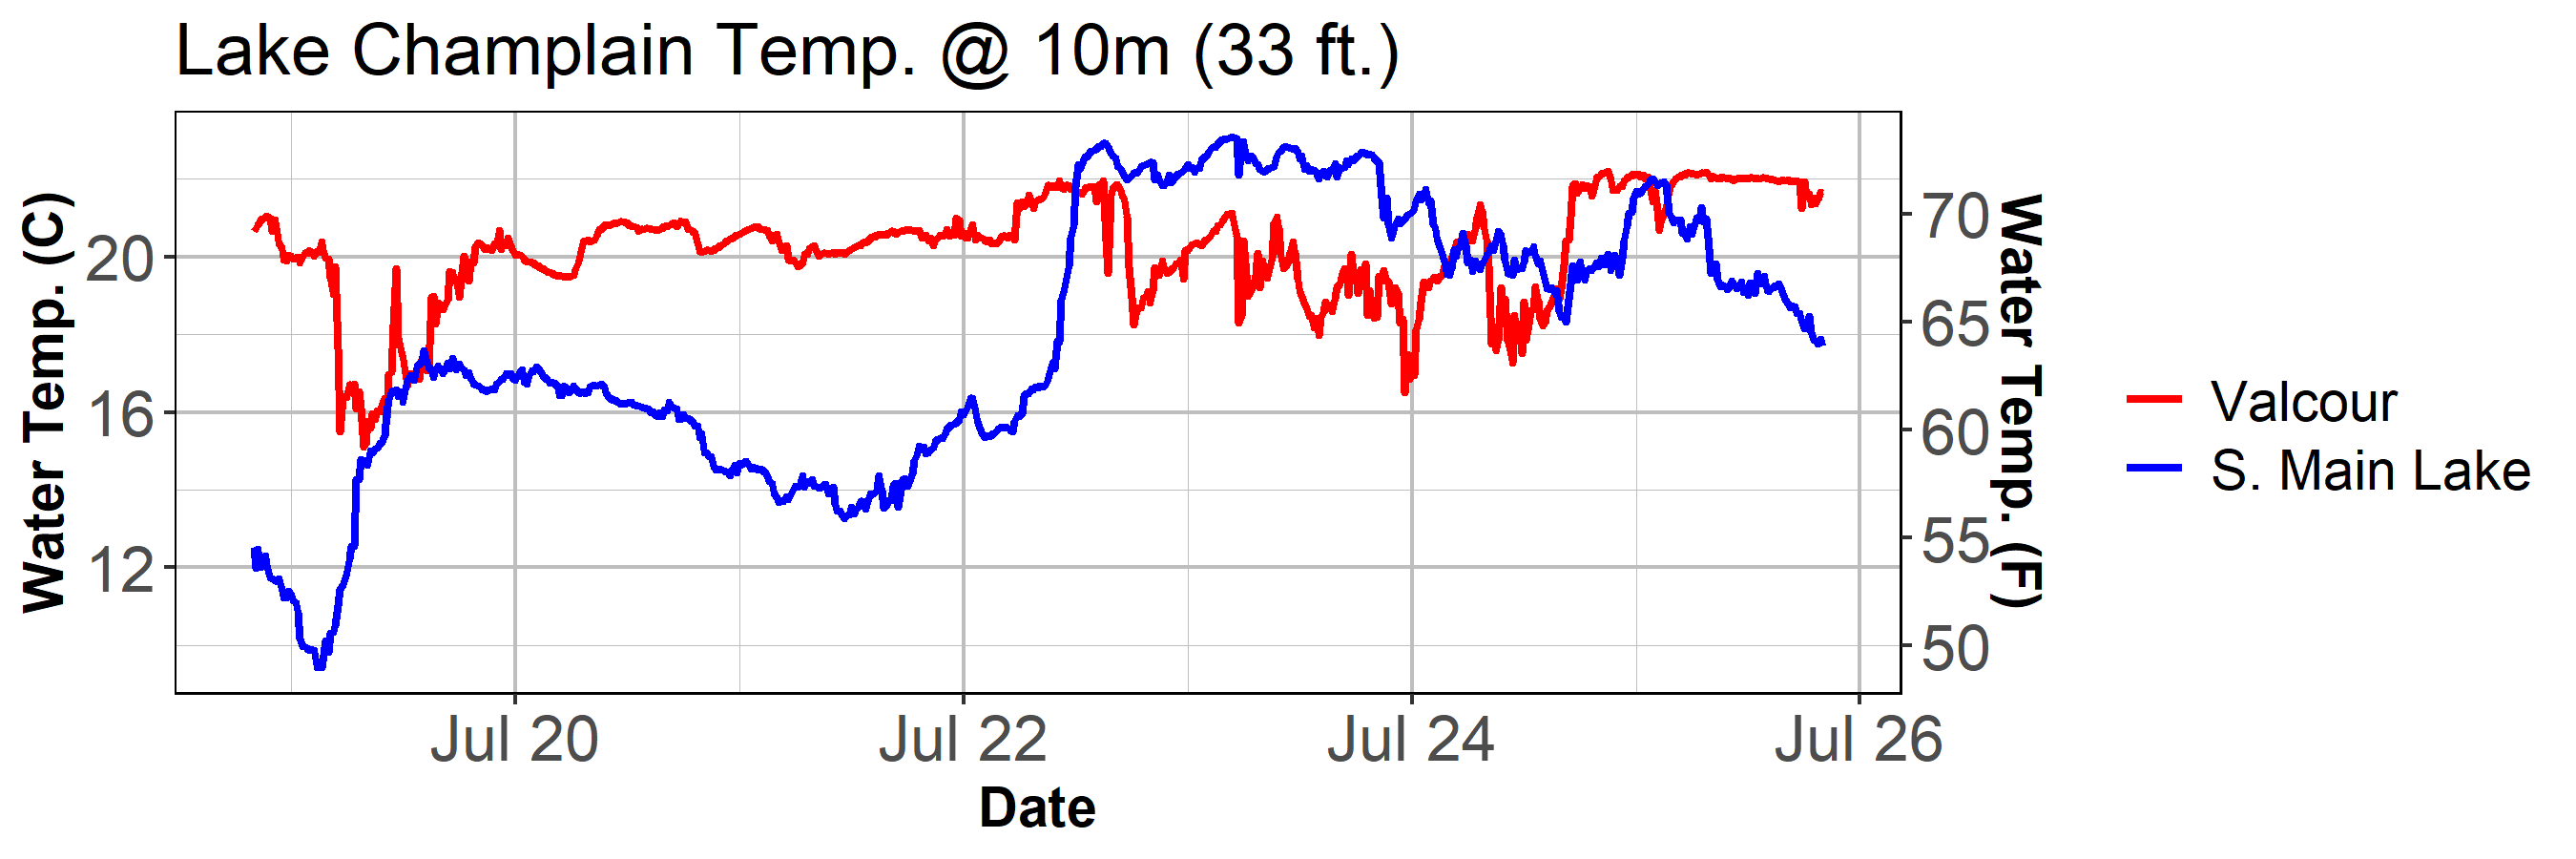 Lake Champlain Temp. @ 10m (33 ft.)
Water Temp. (C)
20
16
12
70
65
60
55
50
Water Temp. (F)
Jul 20
Jul 22
Jul 24
Jul 26
Date
Valcour
S. Main Lake